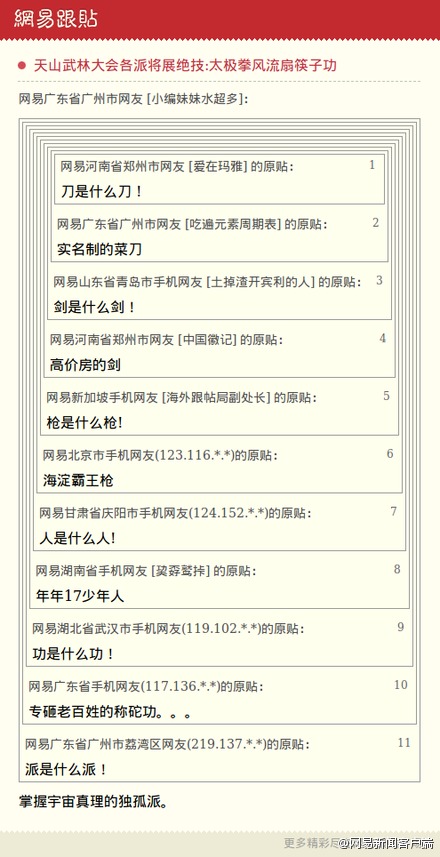 網易跟貼
天山武林大会各派将展绝技:太极拳风流扇筷子功
网易广东省广州市网友 [小编妹妹水超多]:
网易河南省郑州市网友 [爱在玛雅] 的原贴: 1
刀是什么刀！
网易广东省广州市网友 [吃遍元素周期表] 的原贴: 2
实名制的菜刀
网易山东省青岛市手机网友 [土掉渣开宾利的人] 的原贴: 3
剑是什么剑！
网易河南省郑州市网友 [中国徽记] 的原贴: 4
高价房的剑
网易新加坡手机网友 [海外跟帖局副处长] 的原贴: 5
枪是什么枪!
网易北京市手机网友(123.116.*.*)的原贴: 6
海淀霸王枪
网易甘肃省庆阳市手机网友(124.152.*.*)的原贴: 7
人是什么人!
网易湖南省手机网友 的原贴: 8
年年17少年人
网易湖北省武汉市手机网友(119.102.*.*)的原贴: 9
功是什么功！
网易广东省手机网友(117.136.*.*)的原贴: 10
专砸老百姓的称砣功。。。
网易广东省广州市荔湾区网友(219.137.*.*)的原贴: 11
派是什么派！
掌握宇宙真理的独孤派。
更多精彩尽
@网易新闻客户端